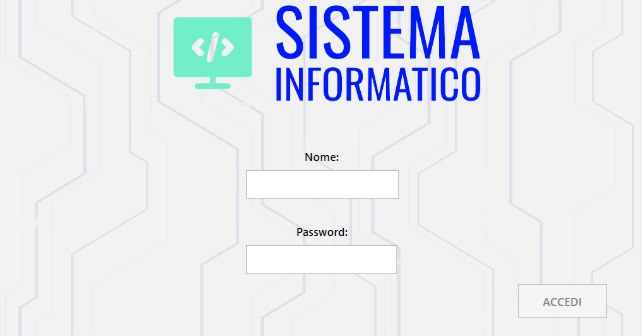 SISTEMA
INFORMATICO
Nome:
Password:
ACCEDI